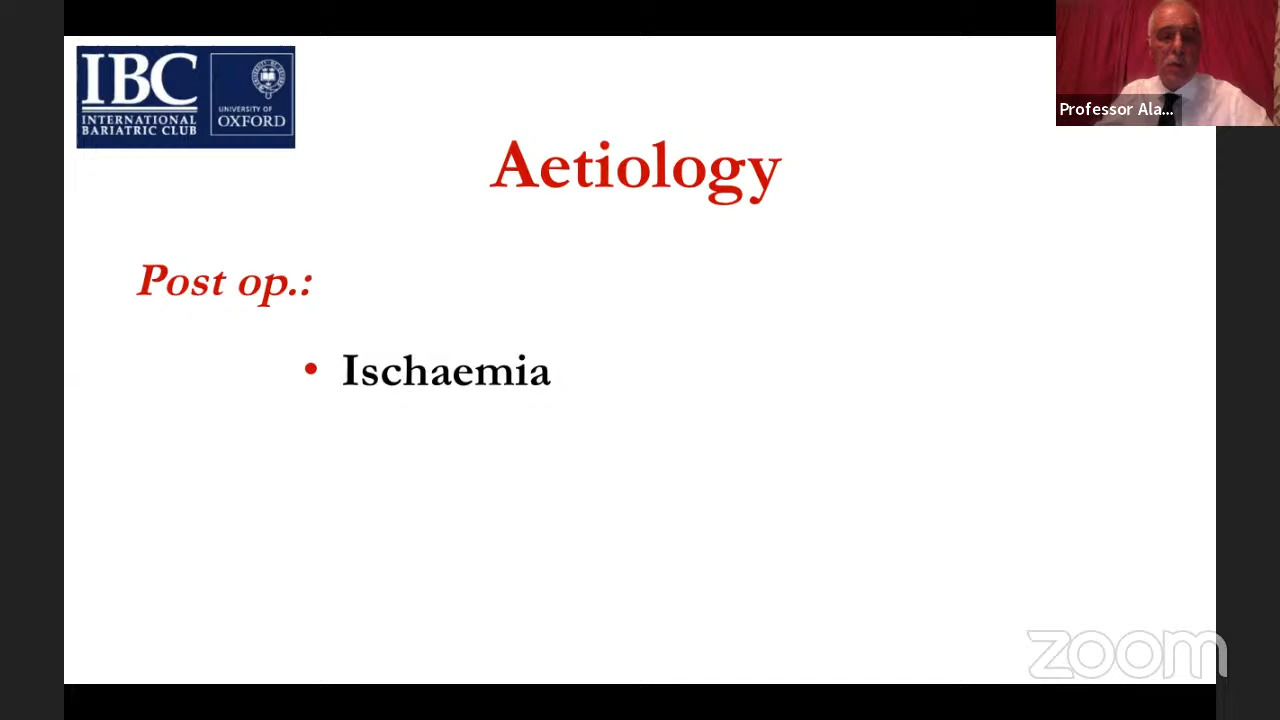 IBC
INTERNATIONAL
BARIATRIC CLUB
UNIVERSITY OF
OXFORD
Professor Ala...
Aetiology
Post op.:
• Ischaemia
zoom